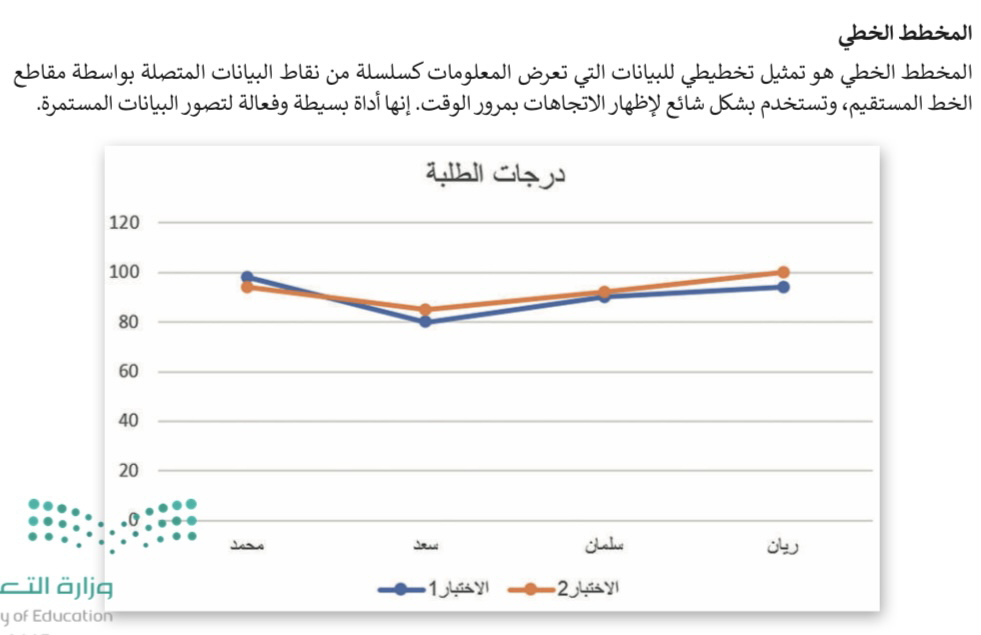 المخطط الخطي
المخطط الخطي هو تمثيل تخطيطي للبيانات التي تعرض المعلومات كسلسلة من نقاط البيانات المتصلة بواسطة مقاطع
الخط المستقيم، وتستخدم بشكل شائع لإظهار الاتجاهات بمرور الوقت. إنها أداة بسيطة وفعالة لتصور البيانات المستمرة.
درجات الطلبة
120
100
80
60
40
20
0
محمد سعد سلمان ريان
الاختبار1 الاختبار2
وزارة التع
y of Education